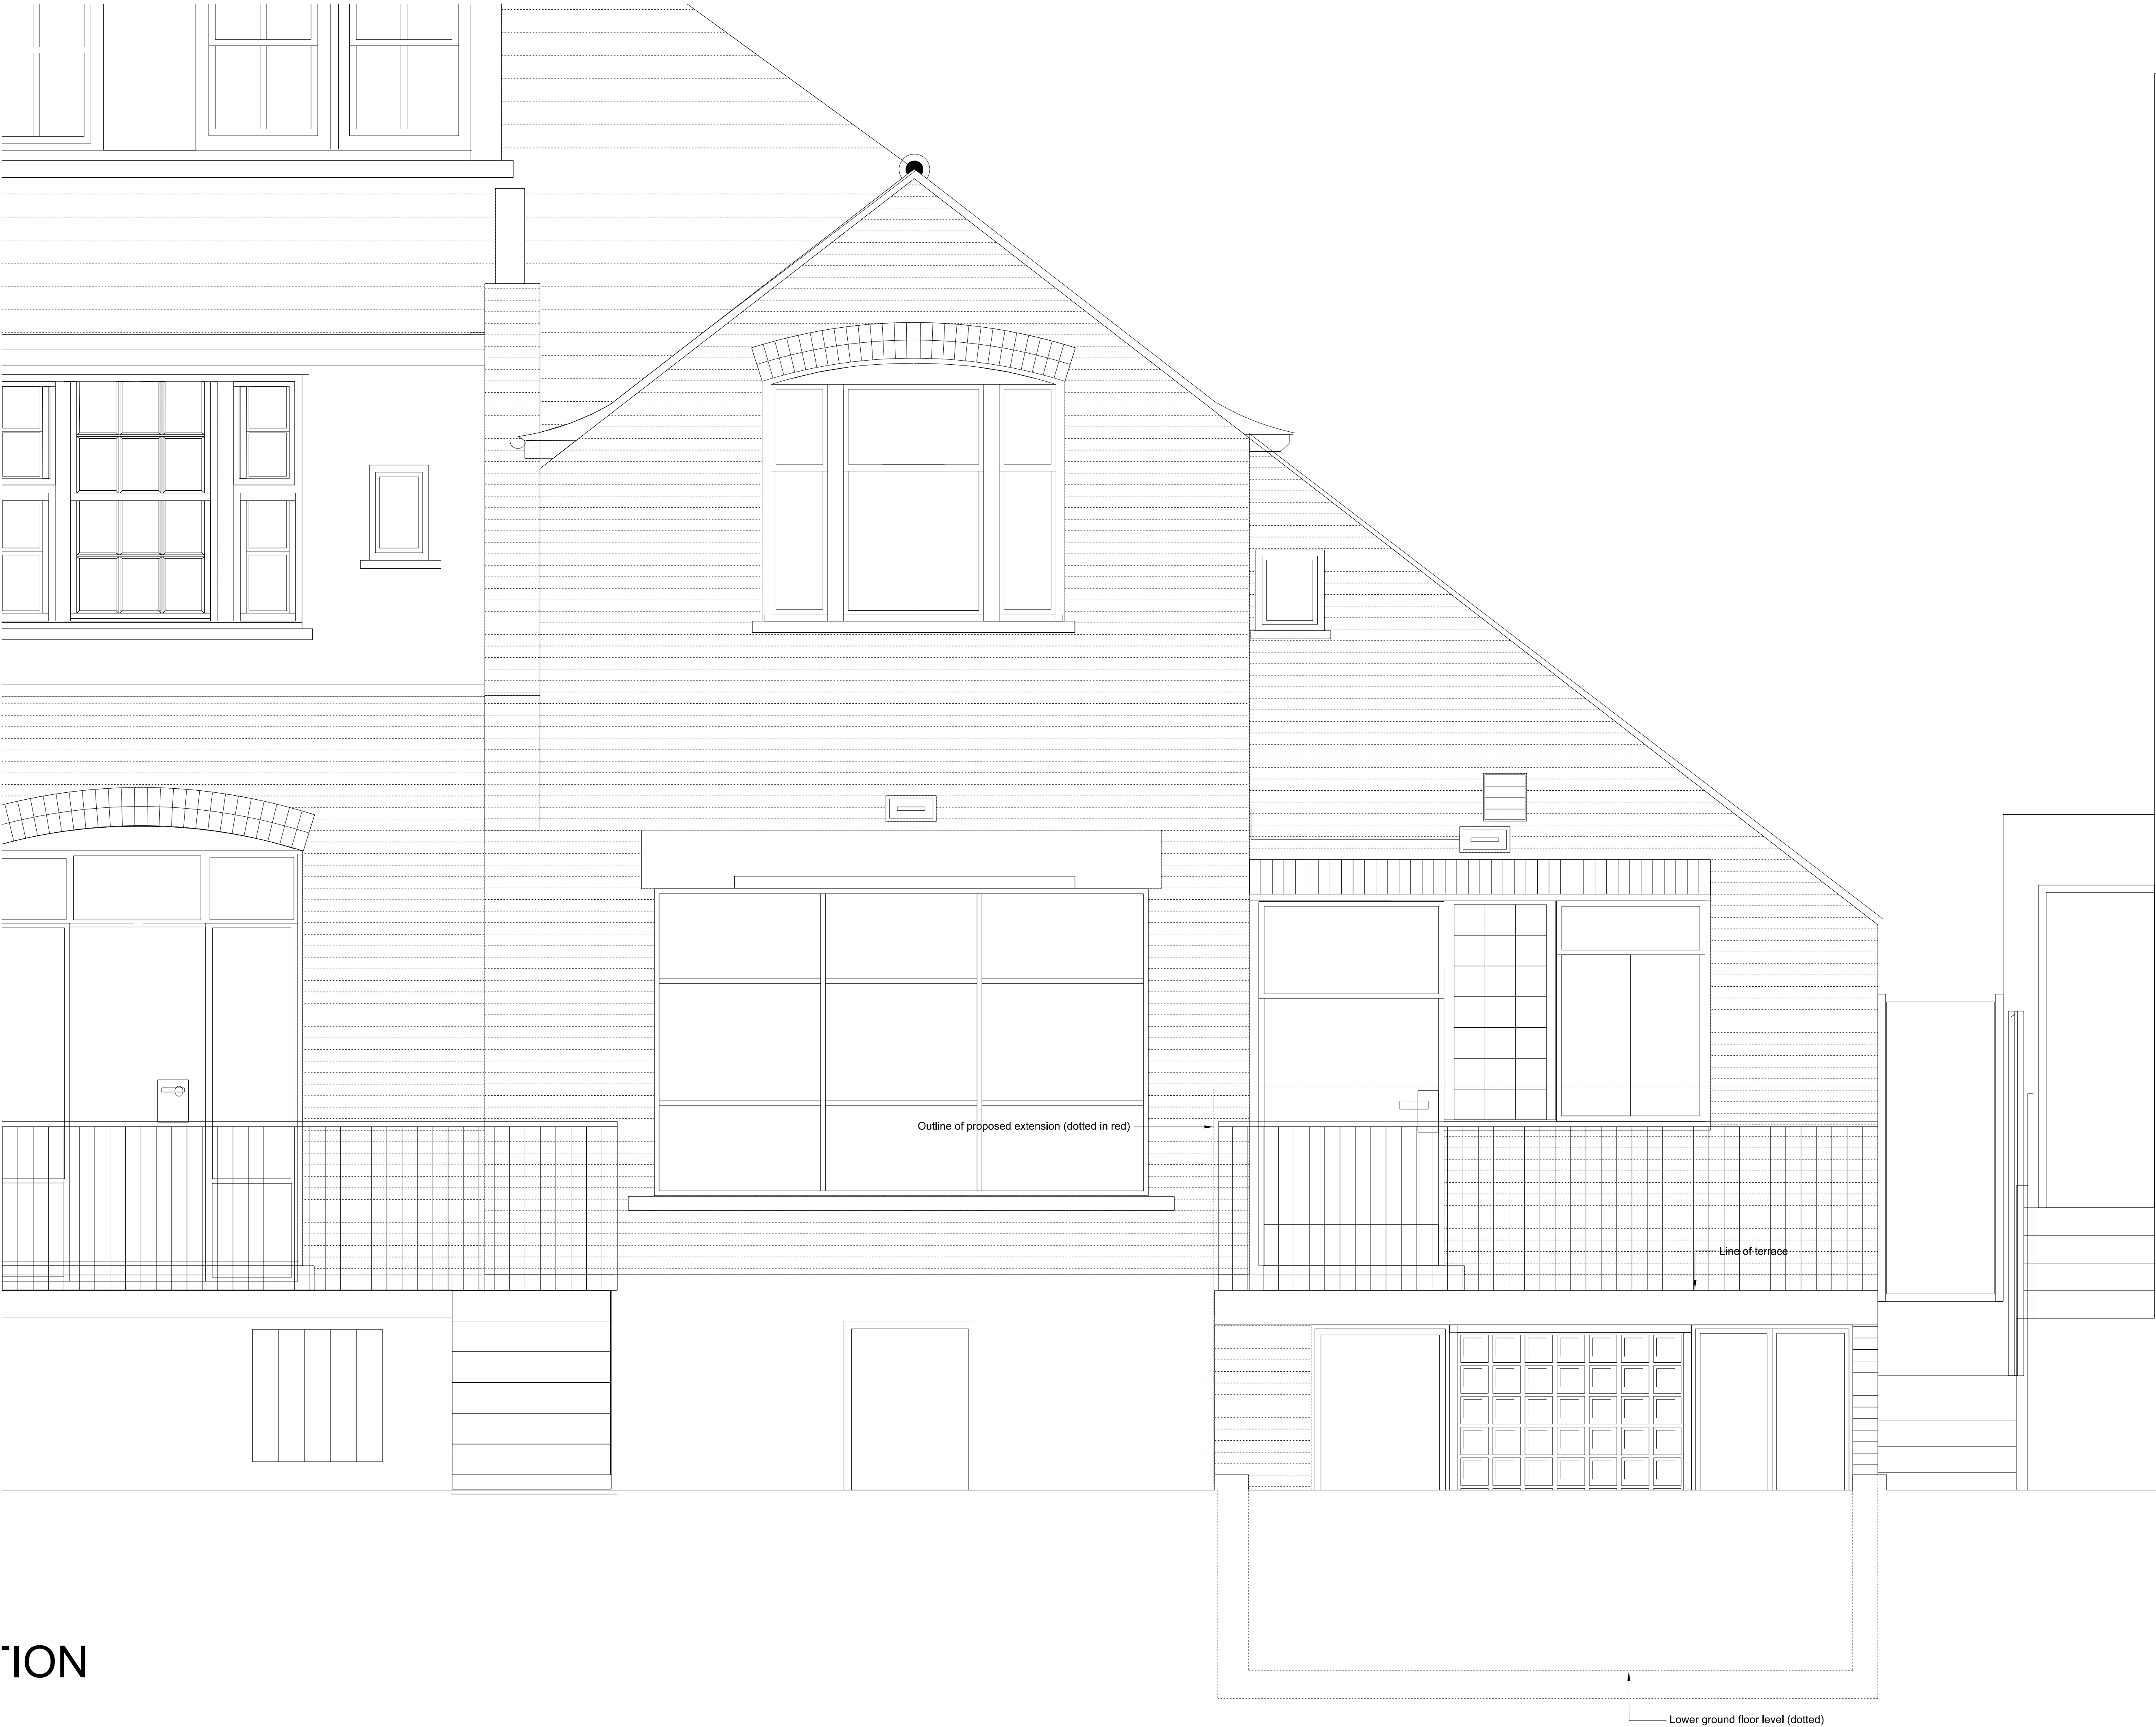 Outline of proposed extension (dotted in red)
Line of terrace
TION
Lower ground floor level (dotted)